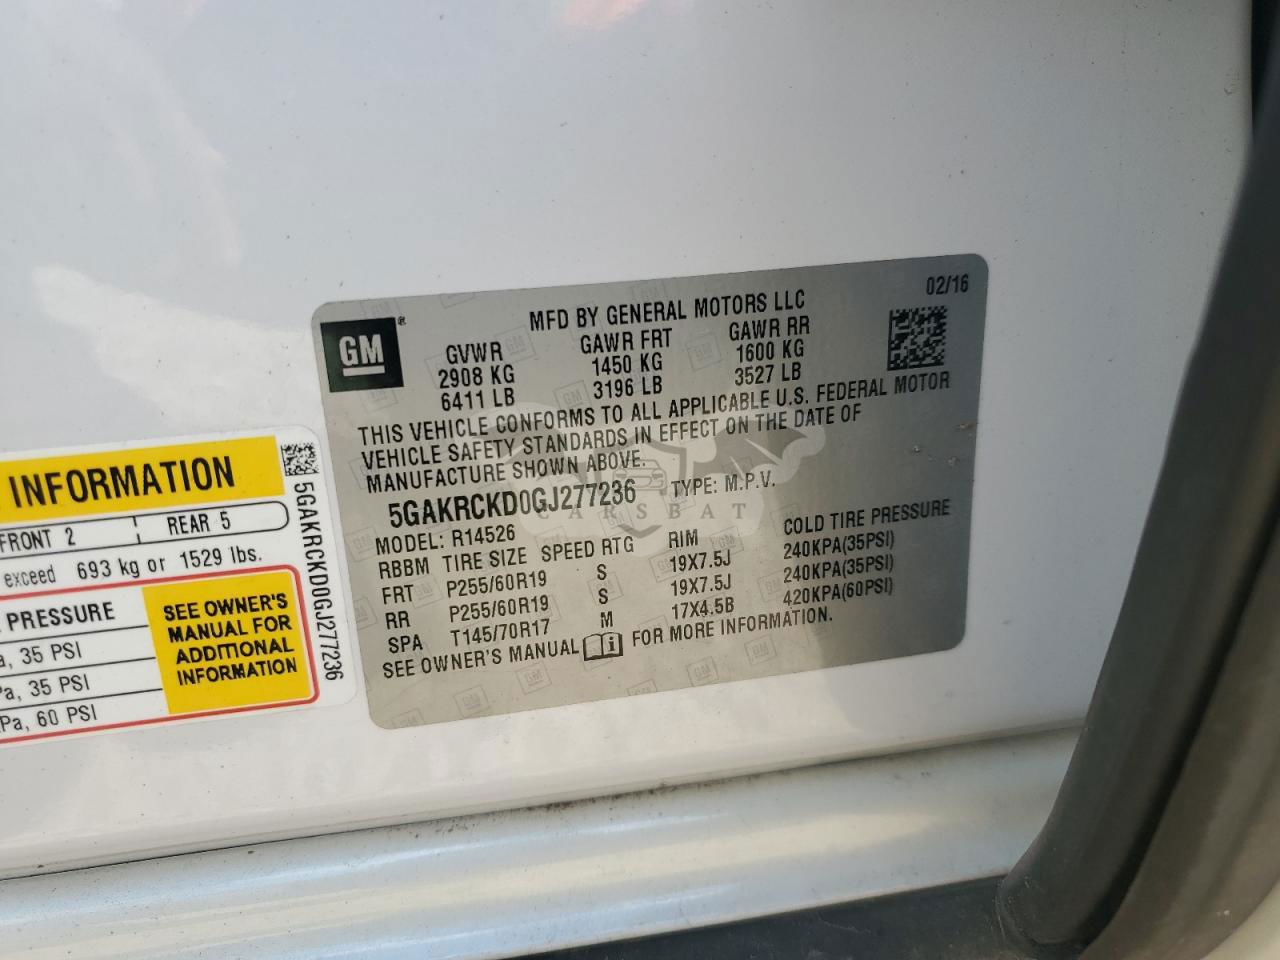 02/16
GM
MFD BY GENERAL MOTORS LLC
GVWR GAWR FRT GAWR RR
2908 KG 1450 KG 1600 KG
6411 LB 3196 LB 3527 LB
THIS VEHICLE CONFORMS TO ALL APPLICABLE U.S. FEDERAL MOTOR
VEHICLE SAFETY STANDARDS IN EFFECT ON THE DATE OF
MANUFACTURE SHOWN ABOVE.
5GAKRCKD0GJ277236 TYPE: M.P.V.
MODEL: R14526
RBBM TIRE SIZE SPEED RTG RIM COLD TIRE PRESSURE
FRT P255/60R19 S 19X7.5J 240KPA(35PSI)
RR P255/60R19 S 19X7.5J 240KPA(35PSI)
SPA T145/70R17 M 17X4.5B 420KPA(60PSI)
SEE OWNER'S MANUAL FOR MORE INFORMATION.
CARSBAT
INFORMATION
FRONT 2 REAR 5
exceed 693 kg or 1529 lbs.
PRESSURE
a, 35 PSI
Pa, 35 PSI
Pa, 60 PSI
SEE OWNER'S
MANUAL FOR
ADDITIONAL
INFORMATION
5GAKRCKD0GJ277236